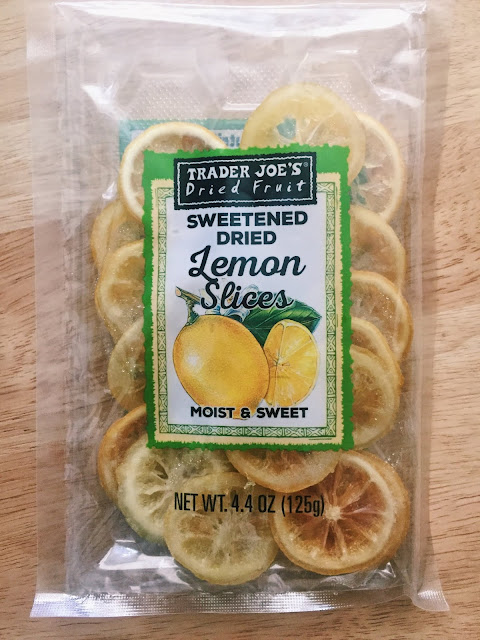 TRADER JOE'S®
Dried Fruit
SWEETENED
DRIED
Lemon
Slices
MOIST & SWEET
NET WT. 4.4 OZ (125g)